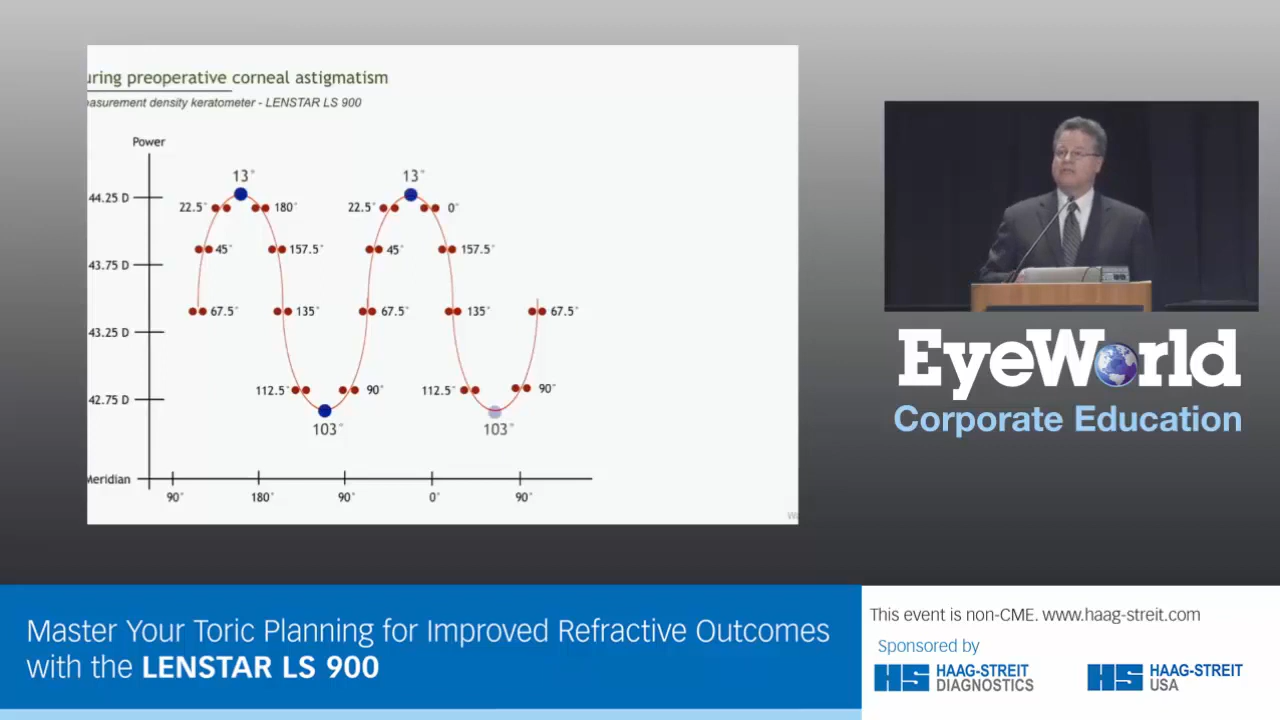 uring preoperative corneal astigmatism
easurement density keratometer - LENSTAR LS 900
Power
13° 13°
44.25 D 22.5° 180° 22.5° 0°
45° 157.5° 45° 157.5°
43.75 D
67.5° 135° 67.5° 135° 67.5°
43.25 D
112.5° 90° 112.5° 90°
42.75 D
103° 103°
Meridian
90° 180° 90° 0° 90°
EyeWorld
Corporate Education
Master Your Toric Planning for Improved Refractive Outcomes
with the LENSTAR LS 900
This event is non-CME. www.haag-streit.com
Sponsored by
HS HAAG-STREIT DIAGNOSTICS
HS HAAG-STREIT USA